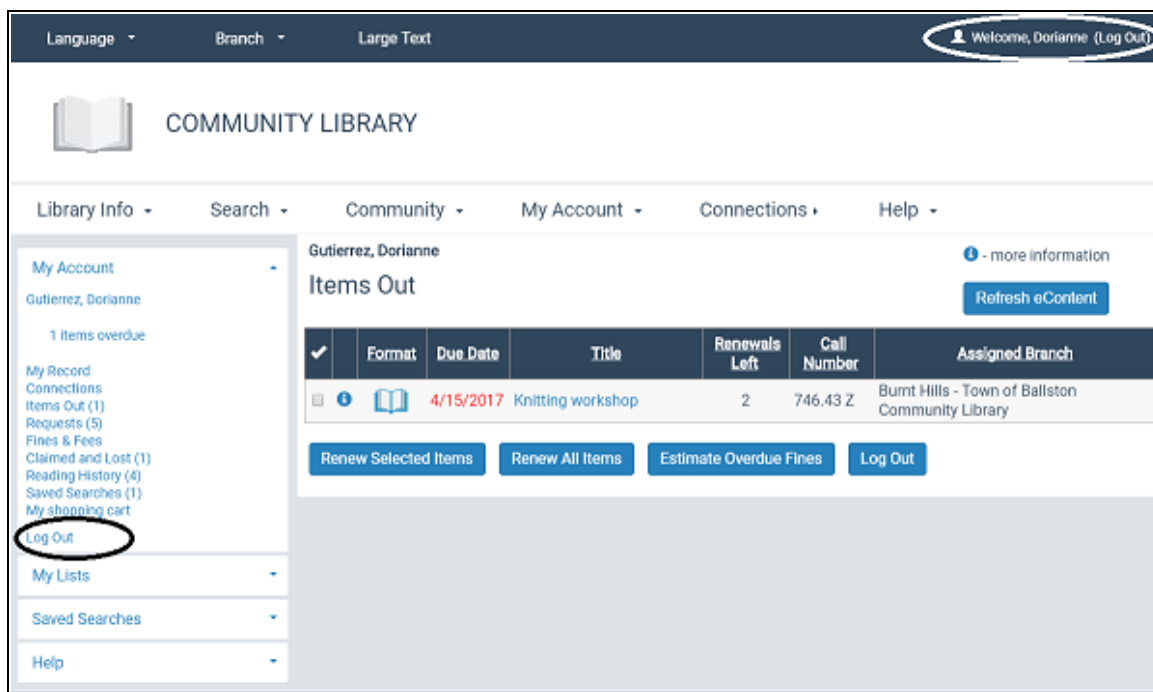 Language Branch Large Text Welcome, Dorianne (Log Out)
COMMUNITY LIBRARY
Library Info Search Community My Account Connections Help
My Account
Gutierrez, Dorianne
1 items overdue
My Record
Connections
Items Out (1)
Requests (5)
Fines & Fees
Claimed and Lost (1)
Reading History (4)
Saved Searches (1)
My shopping cart
Log Out
My Lists
Saved Searches
Help
Gutierrez, Dorianne
- more information
Items Out
Refresh eContent
Format Due Date Title Renewals Left Call Number Assigned Branch
4/15/2017 Knitting workshop 2 746.43 Z Burnt Hills - Town of Ballston
Community Library
Renew Selected Items Renew All Items Estimate Overdue Fines Log Out